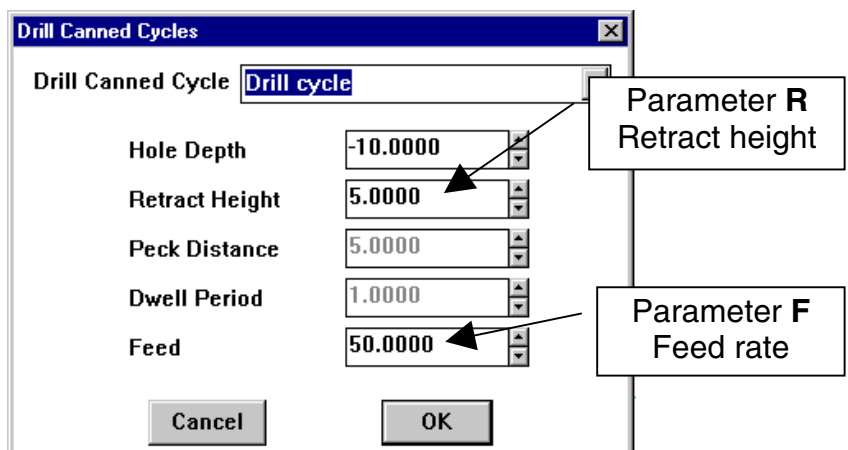 Drill Canned Cycles
Drill Canned Cycle Drill cycle
Parameter R
Retract height
Hole Depth -10.0000
Retract Height 5.0000
Peck Distance 5.0000
Dwell Period 1.0000
Parameter F
Feed rate
Feed 50.0000
Cancel OK